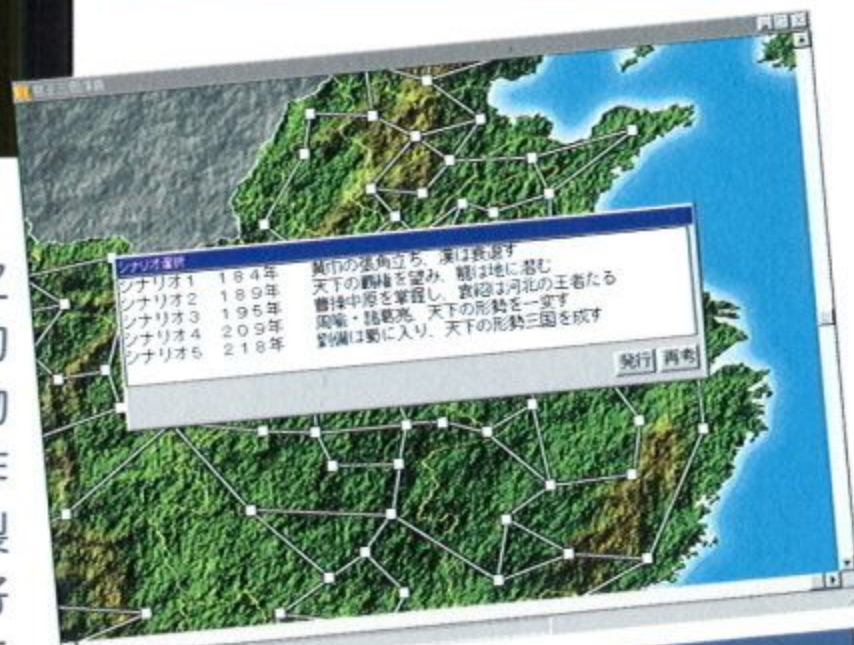 シナリオ選択
シナリオ1 184年 黄巾の張角立ち、漢は衰退す
シナリオ2 189年 天下の覇権を望み、龍は地に潜む
シナリオ3 195年 曹操中原を掌握し、袁紹は河北の王者たる
シナリオ4 209年 周瑜・諸葛亮、天下の形勢を一変す
シナリオ5 218年 劉備は蜀に入り、天下の形勢三国を成す
発行 再考